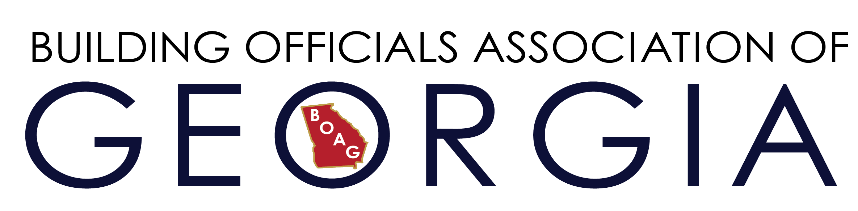 BUILDING OFFICIALS ASSOCIATION OF
GEORGIA
BOAG